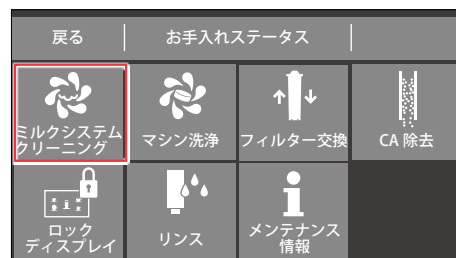 戻る
お手入れステータス
ミルクシステム
クリーニング
マシン洗浄
フィルター交換
CA 除去
ロック
ディスプレイ
リンス
メンテナンス
情報